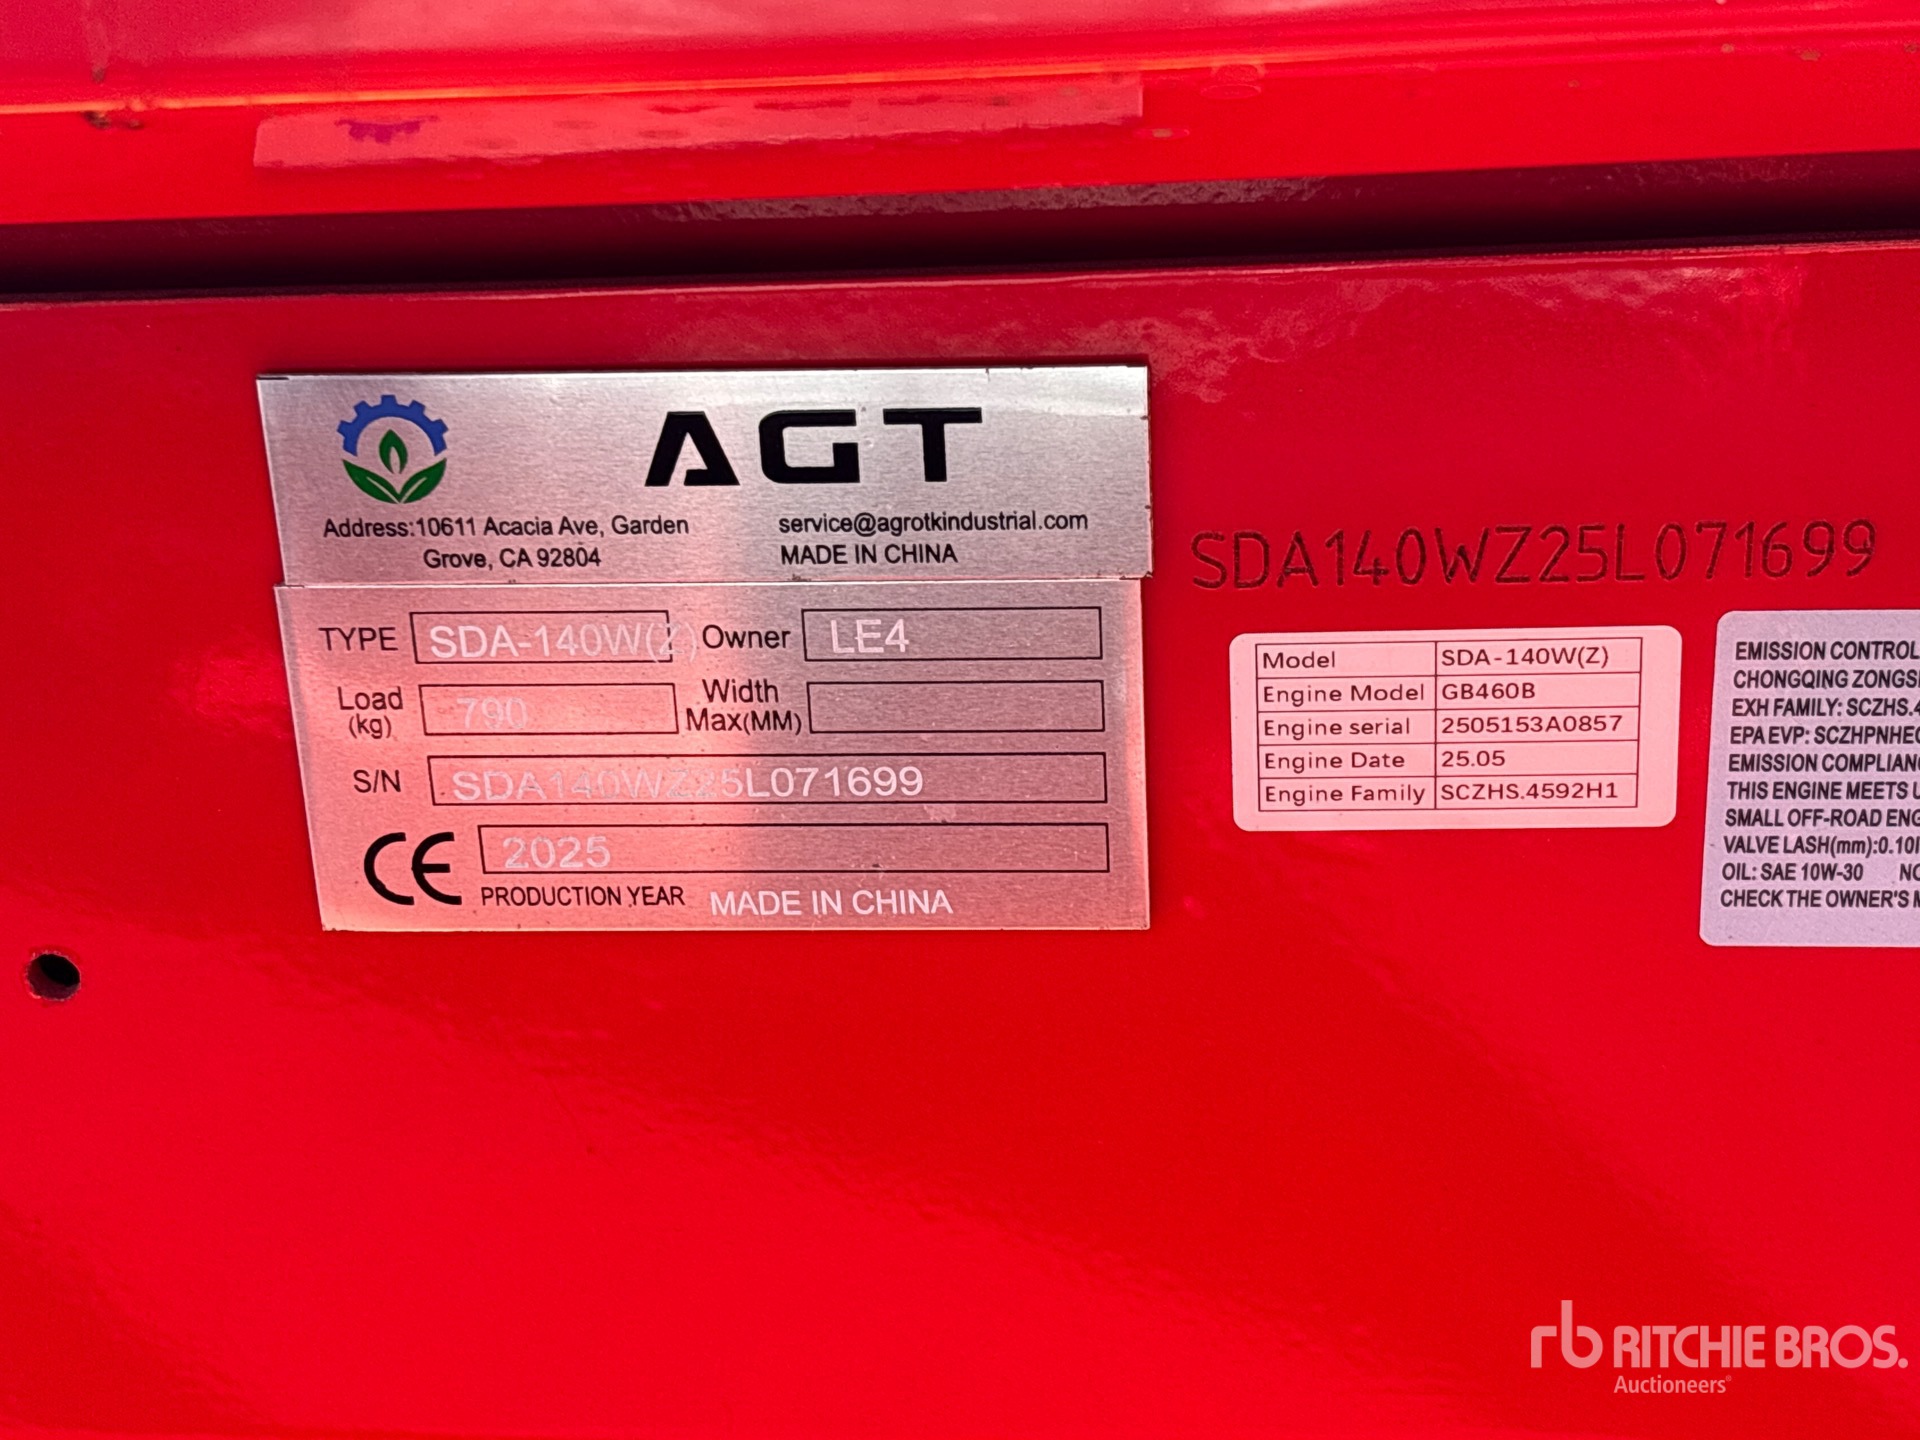 AGT
Address:10611 Acacia Ave, Garden
Grove, CA 92804
service@agrotkindustrial.com
MADE IN CHINA
TYPE SDA-140W(Z) Owner LE4
Load (kg) 790 Width Max(MM)
S/N SDA140WZ25L071699
CE 2025
PRODUCTION YEAR MADE IN CHINA
SDA140WZ25L071699
Model SDA-140W(Z)
Engine Model GB460B
Engine serial 2505153A0857
Engine Date 25.05
Engine Family SCZHS.4592H1
EMISSION CONTROL
CHONGQING
EXH FAMILY: SCZHS.4
EPA EVP: SCZHPNHE
EMISSION
THIS ENGINE MEETS
SMALL OFF-ROAD
VALVE LASH(mm):0.10
OIL: SAE 10W-30
CHECK THE OWNER'S
rb RITCHIE BROS.
Auctioneers